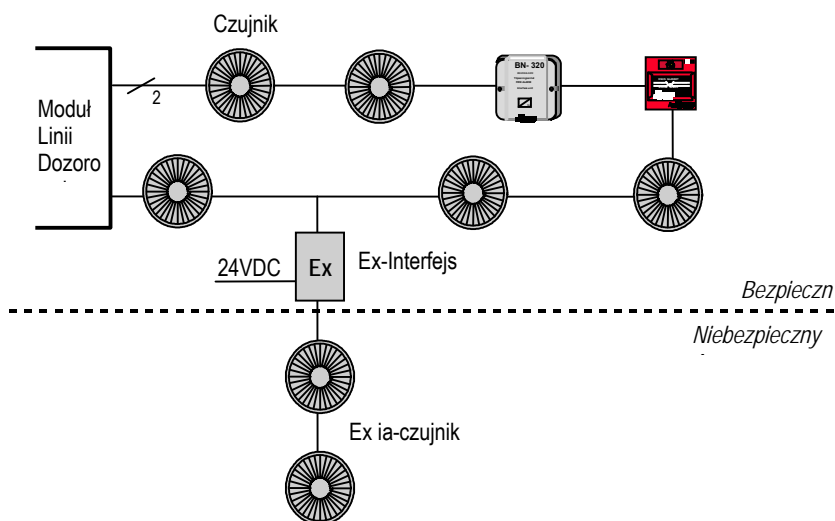 Czujnik
BN- 320
2
Moduł
Linii
Dozoro
24VDC
Ex
Ex-Interfejs
Bezpieczn
Niebezpieczny
Ex ia-czujnik